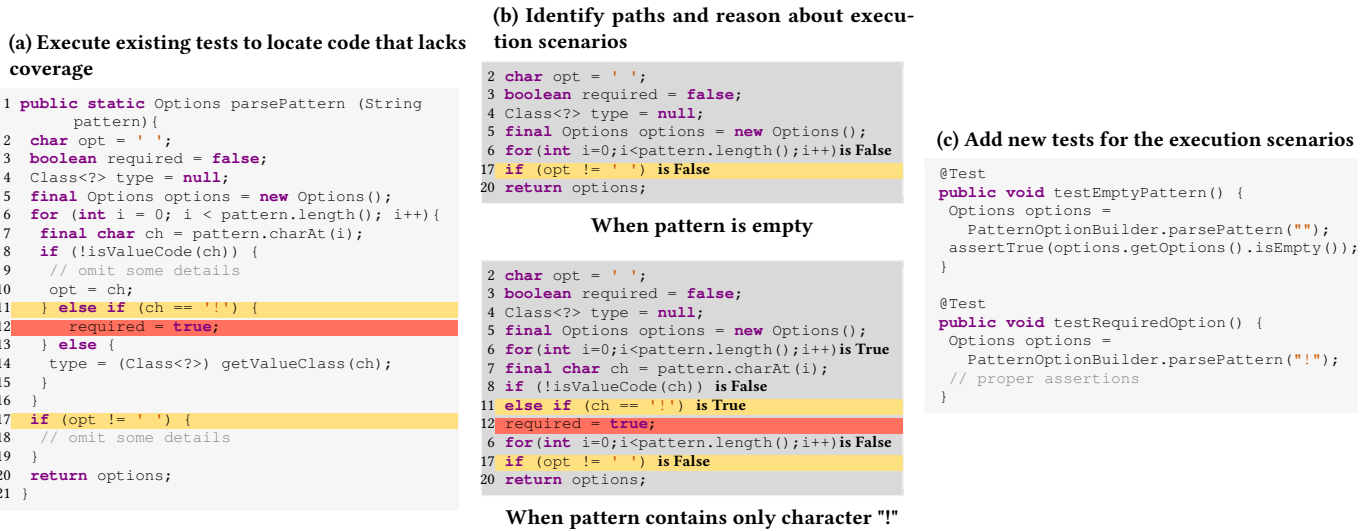 (a) Execute existing tests to locate code that lacks
coverage
1 public static Options parsePattern (String
pattern){
2 char opt = ' ';
3 boolean required = false;
4 Class<?> type = null;
5 final Options options = new Options();
6 for (int i = 0; i < pattern.length(); i++){
7 final char ch = pattern.charAt(i);
8 if (!isValueCode(ch)) {
9 // omit some details
10 opt = ch;
11 } else if (ch == '!') {
12 required = true;
13 } else {
14 type = (Class<?>) getValueClass(ch);
15 }
16 }
17 if (opt != ' ') {
18 // omit some details
19 }
20 return options;
21 }
(b) Identify paths and reason about execu-
tion scenarios
2 char opt = ' ';
3 boolean required = false;
4 Class<?> type = null;
5 final Options options = new Options();
6 for(int i=0;i<pattern.length();i++) is False
17 if (opt != ' ') is False
20 return options;
When pattern is empty
2 char opt = ' ';
3 boolean required = false;
4 Class<?> type = null;
5 final Options options = new Options();
6 for(int i=0;i<pattern.length();i++) is True
7 final char ch = pattern.charAt(i);
8 if (!isValueCode(ch)) is False
11 else if (ch == '!') is True
12 required = true;
6 for(int i=0;i<pattern.length();i++) is False
17 if (opt != ' ') is False
20 return options;
When pattern contains only character "!"
(c) Add new tests for the execution scenarios
@Test
public void testEmptyPattern() {
Options options =
PatternOptionBuilder.parsePattern("");
assertTrue(options.getOptions().isEmpty());
}
@Test
public void testRequiredOption() {
Options options =
PatternOptionBuilder.parsePattern("!");
// proper assertions
}